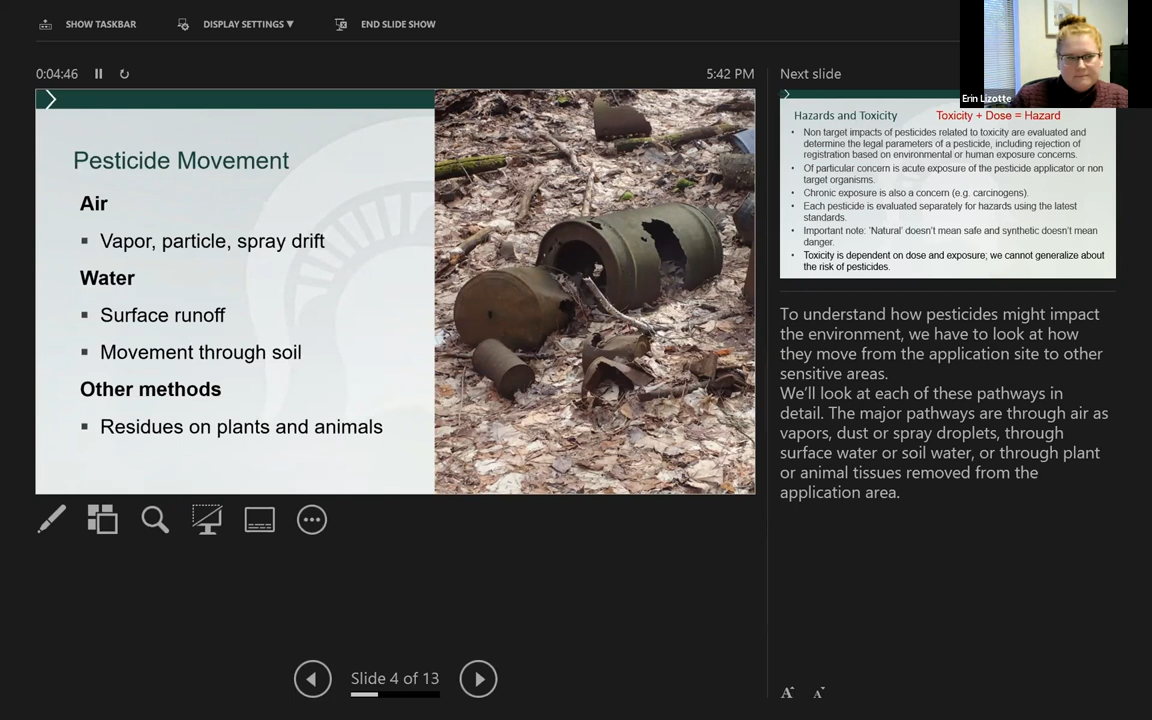 SHOW TASKBAR
DISPLAY SETTINGS ▼
END SLIDE SHOW
0:04:46
5:42 PM
Pesticide Movement
Air
▪ Vapor, particle, spray drift
Water
▪ Surface runoff
▪ Movement through soil
Other methods
▪ Residues on plants and animals
Slide 4 of 13
Next slide
Erin Lizotte
Hazards and Toxicity
Toxicity + Dose = Hazard
• Non target impacts of pesticides related to toxicity are evaluated and
determine the legal parameters of a pesticide, including rejection of
registration based on environmental or human exposure concerns.
• Of particular concern is acute exposure of the pesticide applicator or non
target organisms.
• Chronic exposure is also a concern (e.g. carcinogens).
• Each pesticide is evaluated separately for hazards using the latest
standards.
• Important note: 'Natural' doesn't mean safe and synthetic doesn't mean
danger.
• Toxicity is dependent on dose and exposure; we cannot generalize about
the risk of pesticides.
To understand how pesticides might impact
the environment, we have to look at how
they move from the application site to other
sensitive areas.
We'll look at each of these pathways in
detail. The major pathways are through air as
vapors, dust or spray droplets, through
surface water or soil water, or through plant
or animal tissues removed from the
application area.
A A